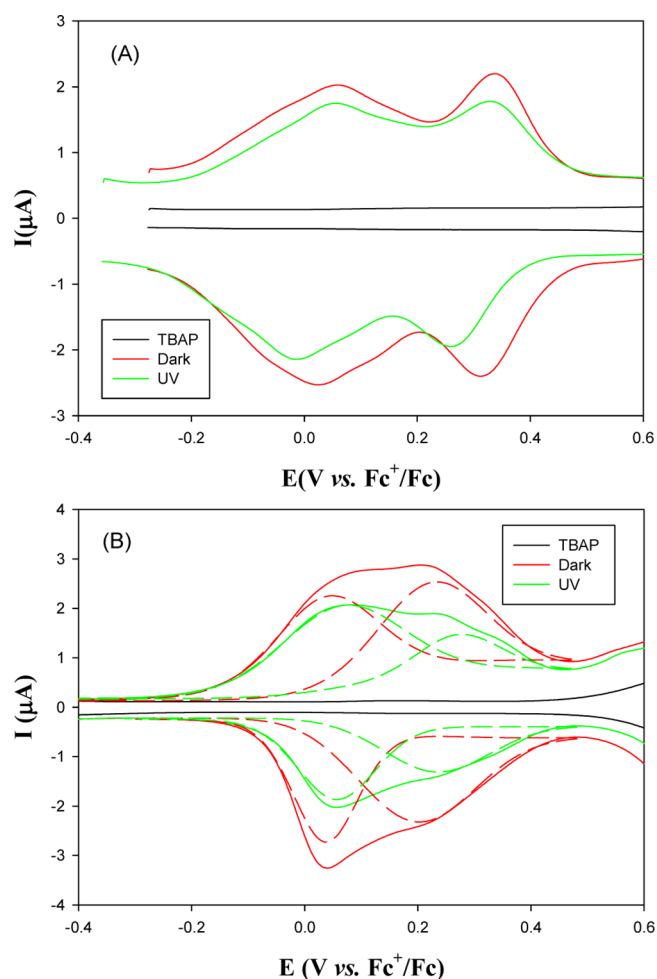 (A)
3
2
1
0
-1
-2
-3
I(μA)
TBAP
Dark
UV
-0.4 -0.2 0.0 0.2 0.4 0.6
E(V vs. Fc⁺/Fc)
(B)
4
3
2
1
0
-1
-2
-3
-4
I (μA)
TBAP
Dark
UV
-0.4 -0.2 0.0 0.2 0.4 0.6
E (V vs. Fc⁺/Fc)